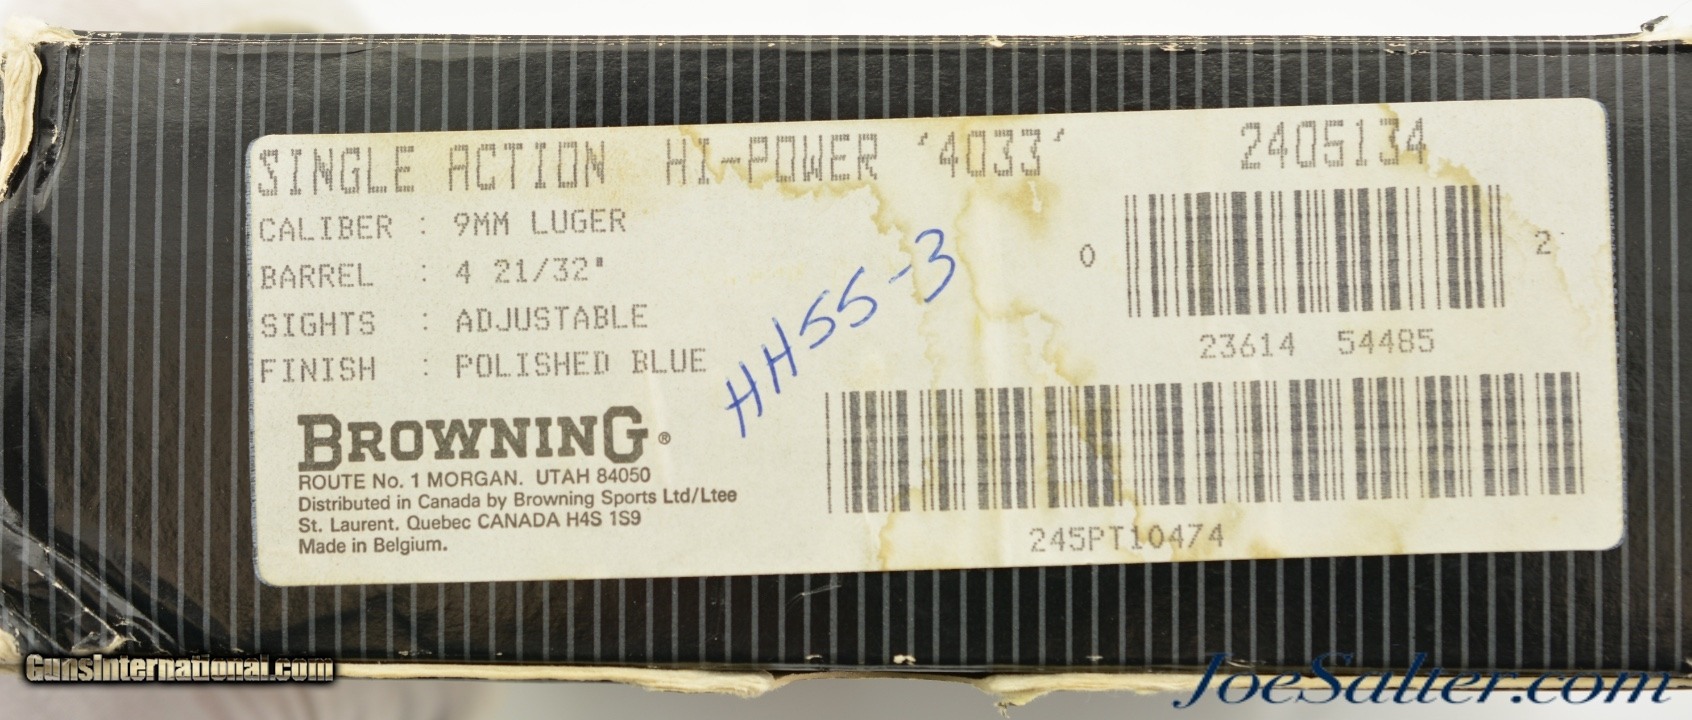 SINGLE ACTION HI-POWER '4033' 2405134
CALIBER : 9MM LUGER
BARREL : 4 21/32"
SIGHTS : ADJUSTABLE
FINISH : POLISHED BLUE
HH55-3
0 2
23614 54485
BROWNING®
ROUTE No. 1 MORGAN. UTAH 84050
Distributed in Canada by Browning Sports Ltd/Ltee
St. Laurent. Quebec CANADA H4S 1S9
Made in Belgium.
245PT10474
GunsInternational.com
JoeSalter.com